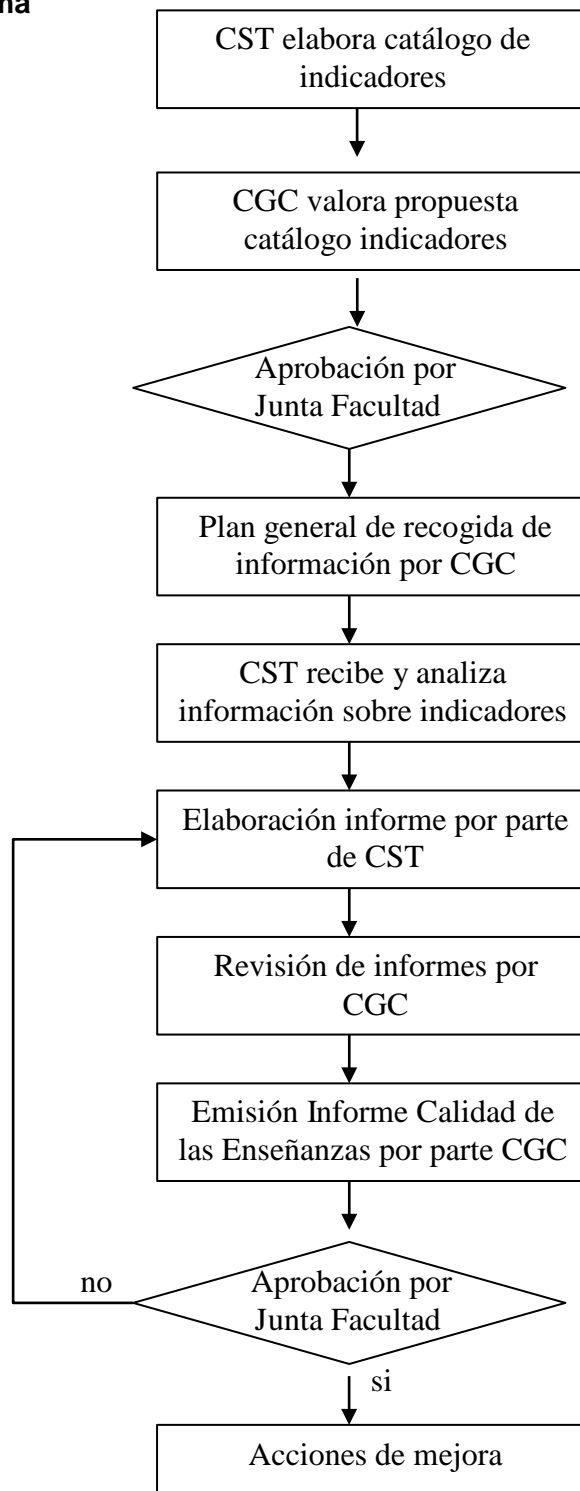 ma
CST elabora catálogo de
indicadores
CGC valora propuesta
catálogo indicadores
Aprobación por
Junta Facultad
Plan general de recogida de
información por CGC
CST recibe y analiza
información sobre indicadores
Elaboración informe por parte
de CST
Revisión de informes por
CGC
Emisión Informe Calidad de
las Enseñanzas por parte CGC
no
Aprobación por
Junta Facultad
si
Acciones de mejora